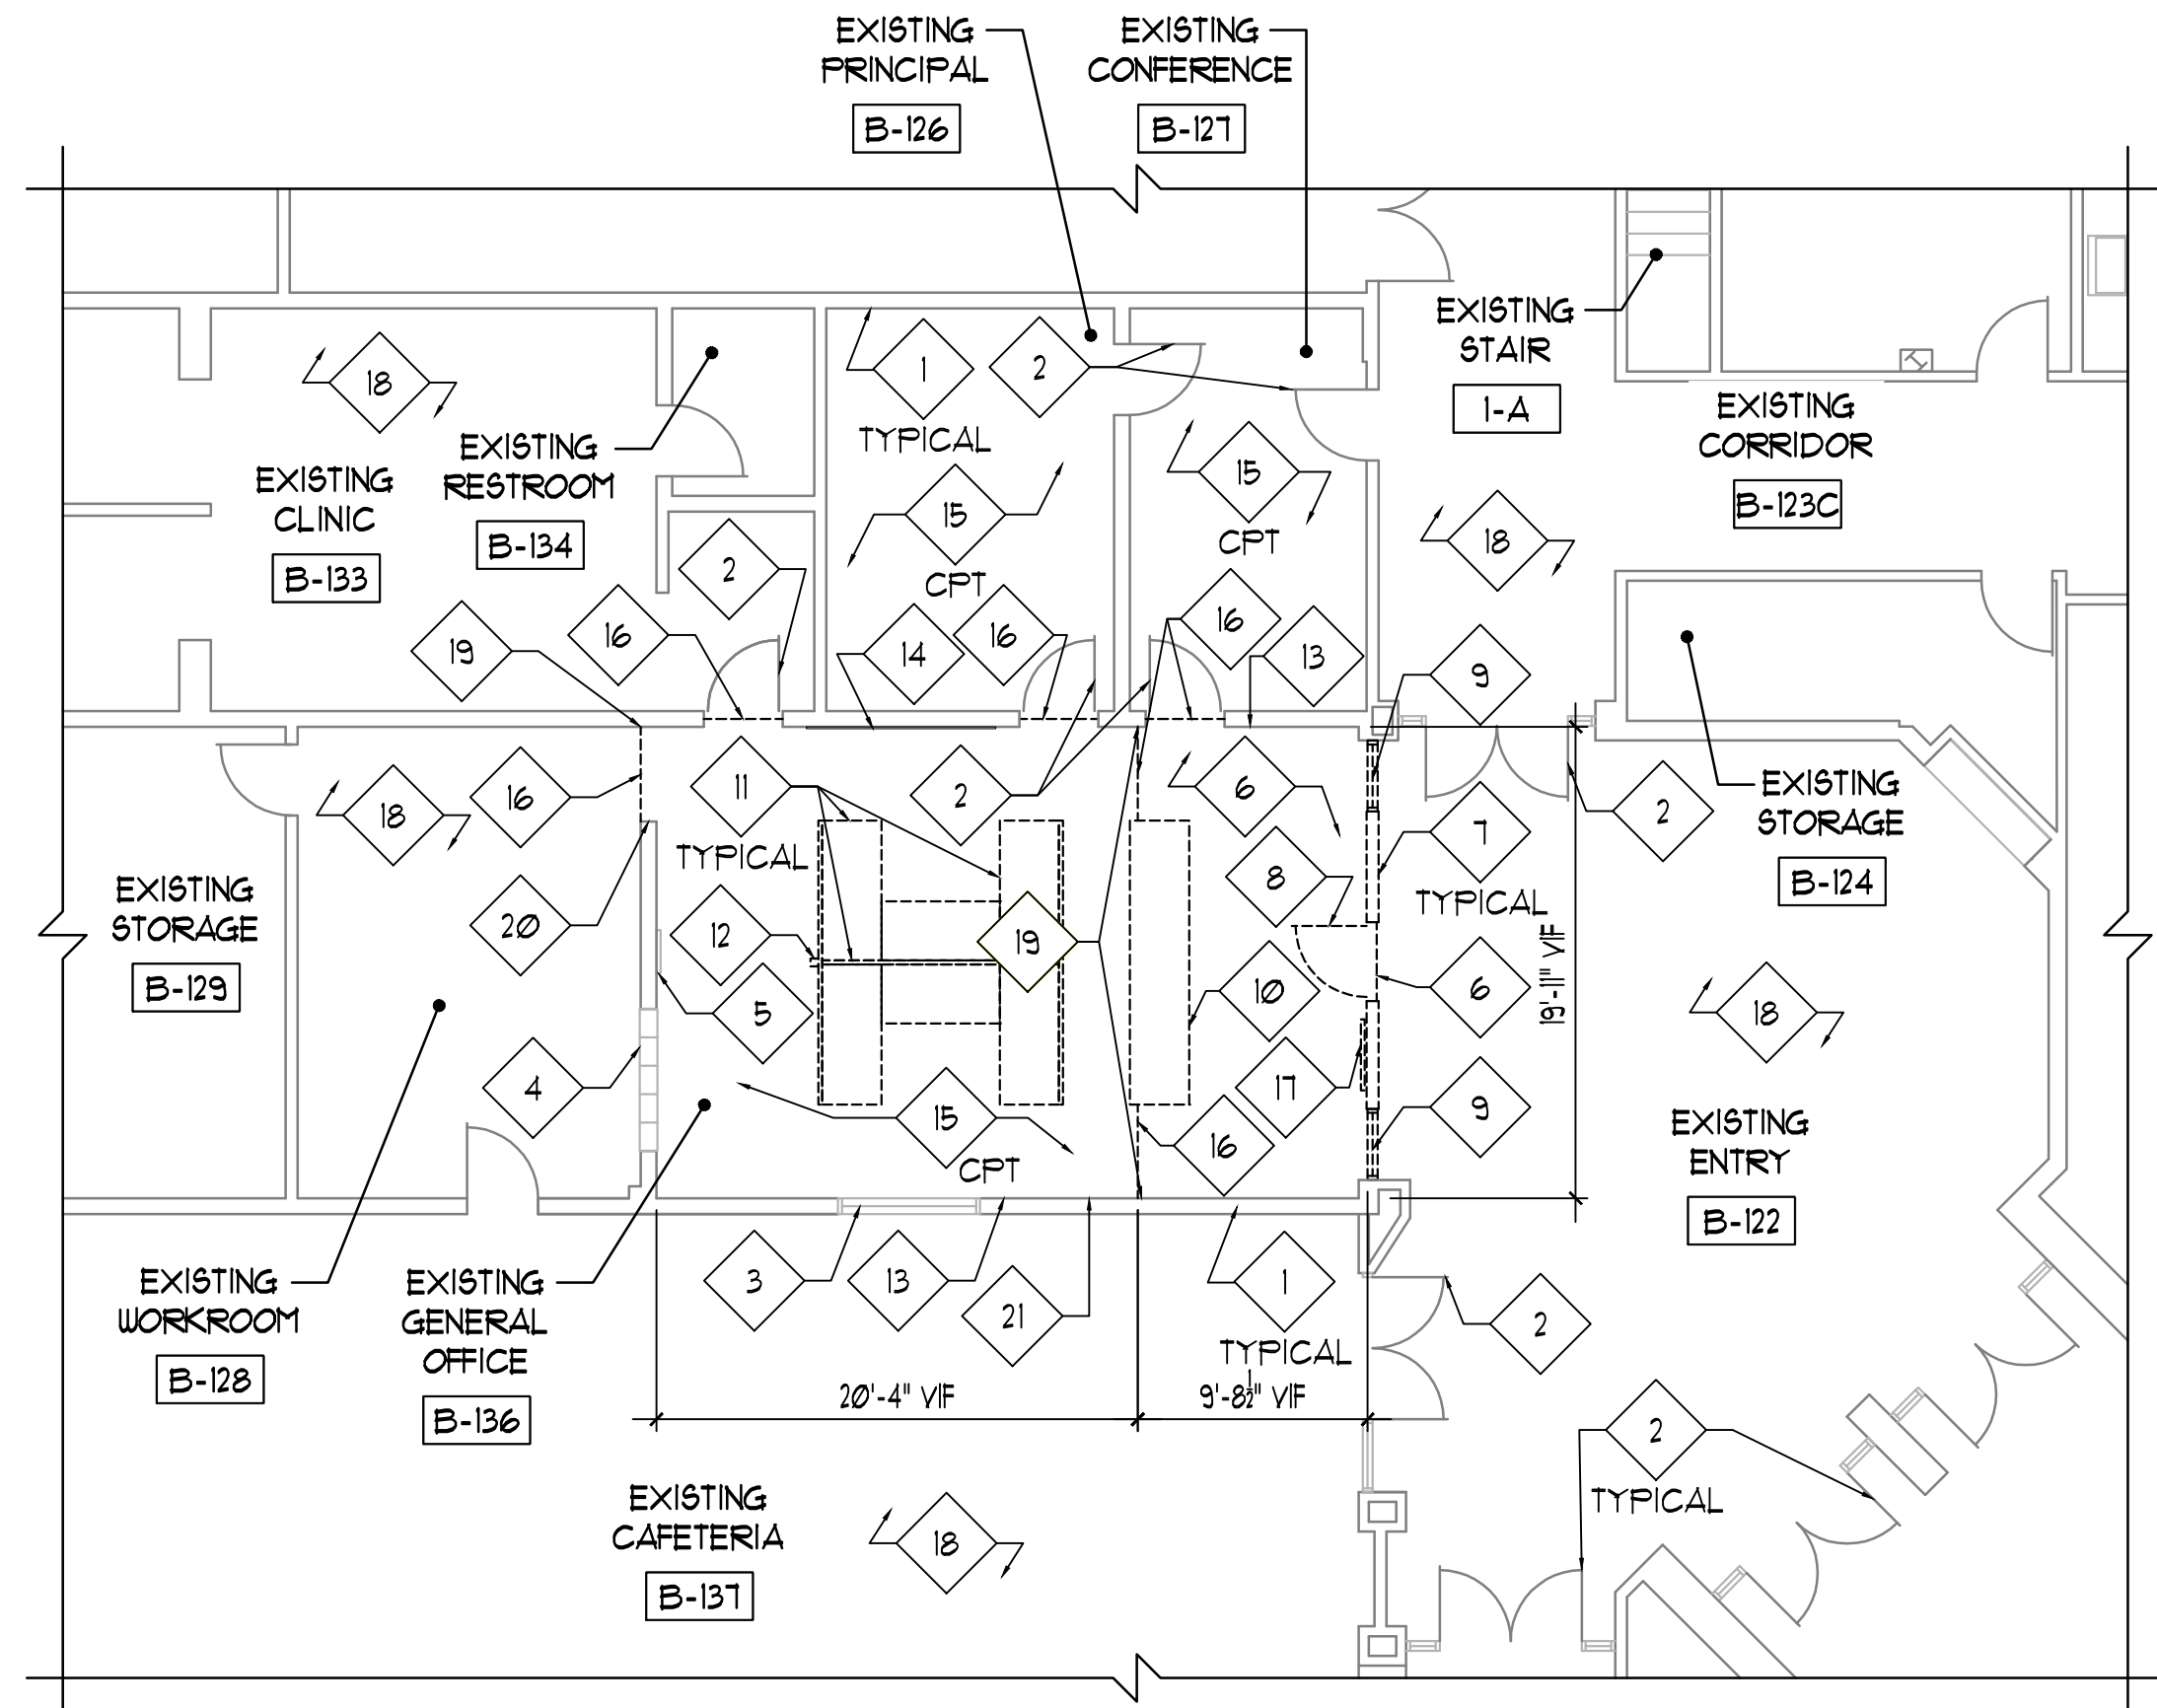 EXISTING
PRINCIPAL
B-126
EXISTING
CONFERENCE
B-127
EXISTING
STAIR
1-A
EXISTING
CORRIDOR
B-123C
18
1
TYPICAL
2
EXISTING
RESTROOM
B-134
EXISTING
CLINIC
B-133
15
CPT
15
CPT
18
2
19
16
14
16
16
13
9
18
16
11
TYPICAL
2
6
7
TYPICAL
2
EXISTING
STORAGE
B-124
8
EXISTING
STORAGE
B-129
20
12
19
5
10
6
19'-11" VIF
18
4
15
CPT
17
16
9
EXISTING
ENTRY
B-122
EXISTING
WORKROOM
B-128
EXISTING
GENERAL
OFFICE
B-136
3
13
21
1
TYPICAL
2
20'-4" VIF
9'-8½" VIF
2
TYPICAL
EXISTING
CAFETERIA
B-137
18